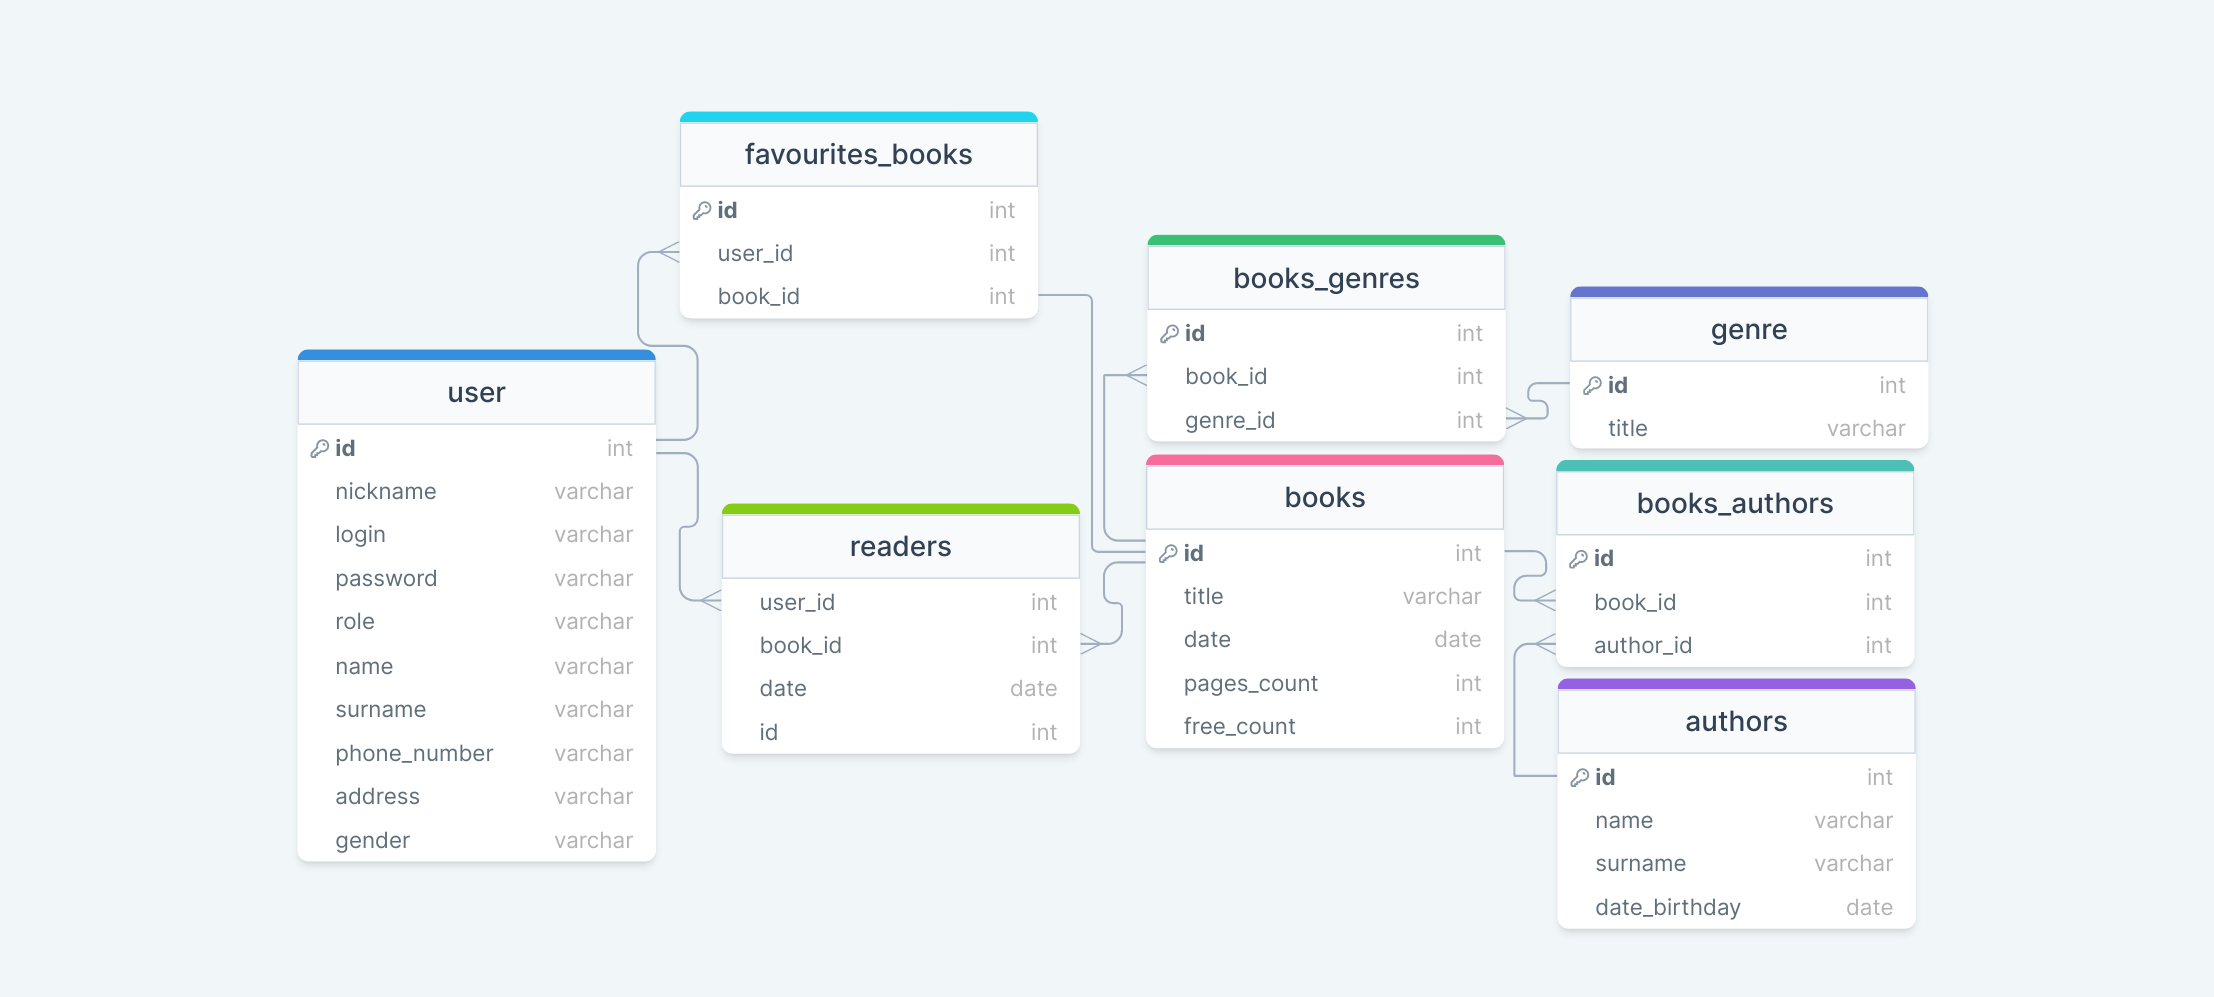 favourites_books
id int
user_id int
book_id int
user
id int
nickname varchar
login varchar
password varchar
role varchar
name varchar
surname varchar
phone_number varchar
address varchar
gender varchar
readers
user_id int
book_id int
date date
id int
books_genres
id int
book_id int
genre_id int
books
id int
title varchar
date date
pages_count int
free_count int
genre
id int
title varchar
books_authors
id int
book_id int
author_id int
authors
id int
name varchar
surname varchar
date_birthday date